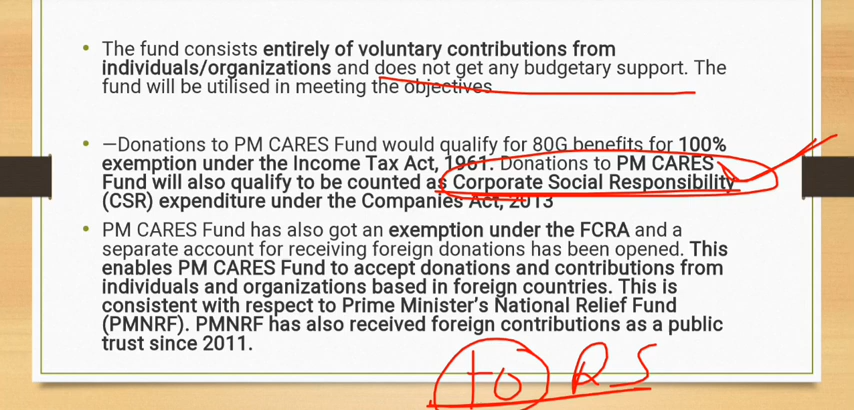 The fund consists entirely of voluntary contributions from
individuals/organizations and does not get any budgetary support. The
fund will be utilised in meeting the objectives
—Donations to PM CARES Fund would qualify for 80G benefits for 100%
exemption under the Income Tax Act, 1961. Donations to PM CARES
Fund will also qualify to be counted as Corporate Social Responsibility
(CSR) expenditure under the Companies Act, 2013
PM CARES Fund has also got an exemption under the FCRA and a
separate account for receiving foreign donations has been opened. This
enables PM CARES Fund to accept donations and contributions from
individuals and organizations based in foreign countries. This is
consistent with respect to Prime Minister's National Relief Fund
(PMNRF). PMNRF has also received foreign contributions as a public
trust since 2011.